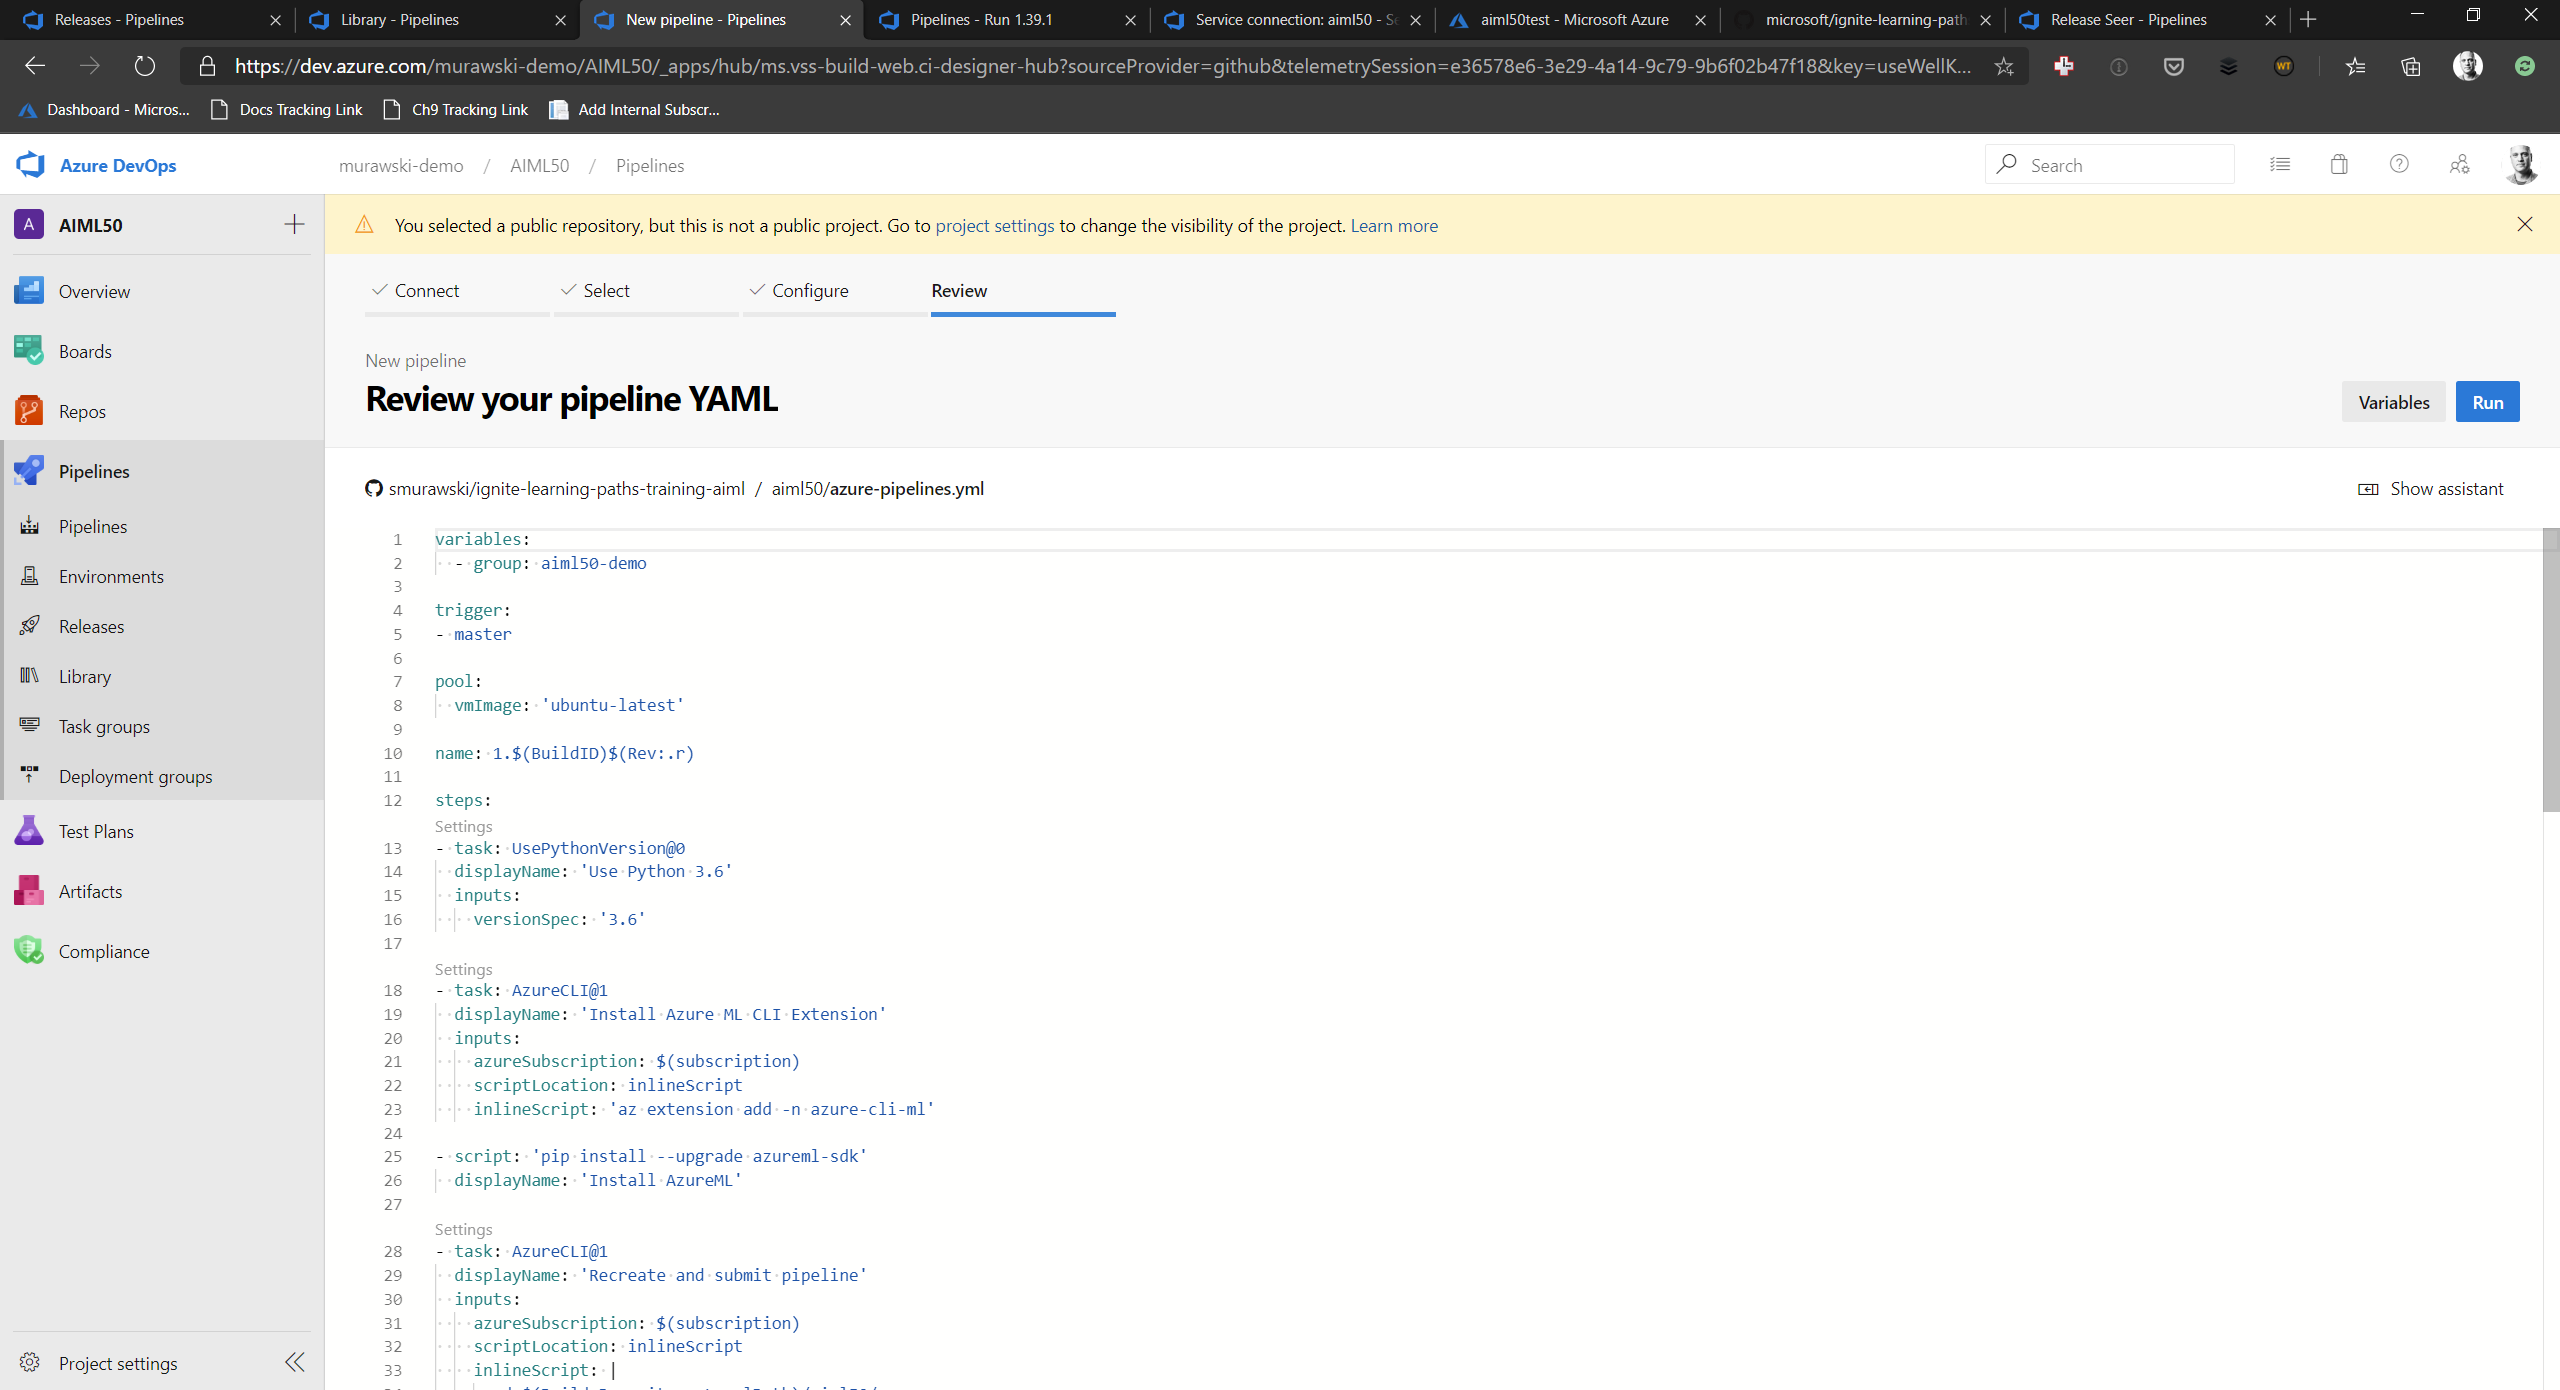 Releases - Pipelines
Library - Pipelines
New pipeline - Pipelines
Pipelines - Run 1.39.1
Service connection: aiml50 - Se
aiml50test - Microsoft Azure
microsoft/ignite-learning-path
Release Seer - Pipelines
https://dev.azure.com/murawski-demo/AIML50/_apps/hub/ms.vss-build-web.ci-designer-hub?sourceProvider=github&telemetrySession=e36578e6-3e29-4a14-9c79-9b6f02b47f18&key=useWellK...
WT
Dashboard - Micros...
Docs Tracking Link
Ch9 Tracking Link
Add Internal Subscr...
Azure DevOps
murawski-demo / AIML50 / Pipelines
Search
A AIML50
You selected a public repository, but this is not a public project. Go to project settings to change the visibility of the project. Learn more
Overview
Boards
Repos
Pipelines
Pipelines
Environments
Releases
Library
Task groups
Deployment groups
Test Plans
Artifacts
Compliance
Project settings
Connect
Select
Configure
Review
New pipeline
Review your pipeline YAML
Variables
Run
smurawski/ignite-learning-paths-training-aiml / aiml50/azure-pipelines.yml
Show assistant
1 variables:
2 - group: aiml50-demo
3
4 trigger:
5 - master
6
7 pool:
8 vmImage: 'ubuntu-latest'
9
10 name: 1.$(BuildID)$(Rev:.r)
11
12 steps:
Settings
13 - task: UsePythonVersion@0
14 displayName: 'Use Python 3.6'
15 inputs:
16 versionSpec: '3.6'
17
Settings
18 - task: AzureCLI@1
19 displayName: 'Install Azure ML CLI Extension'
20 inputs:
21 azureSubscription: $(subscription)
22 scriptLocation: inlineScript
23 inlineScript: 'az extension add -n azure-cli-ml'
24
25 - script: 'pip install --upgrade azureml-sdk'
26 displayName: 'Install AzureML'
27
Settings
28 - task: AzureCLI@1
29 displayName: 'Recreate and submit pipeline'
30 inputs:
31 azureSubscription: $(subscription)
32 scriptLocation: inlineScript
33 inlineScript: |